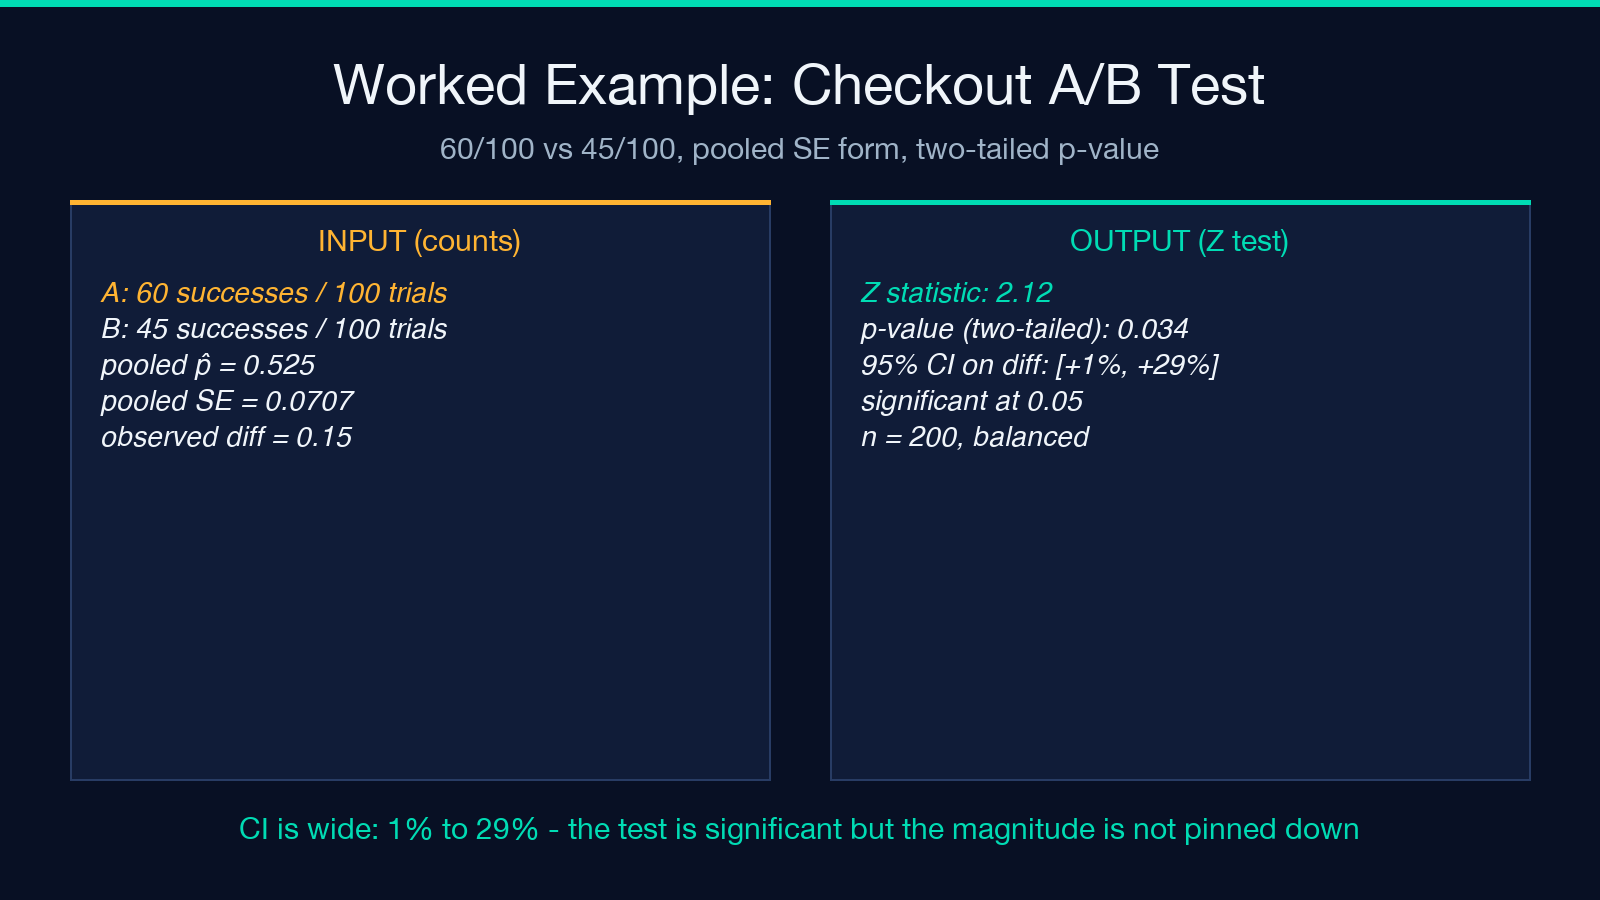 Worked Example: Checkout A/B Test
60/100 vs 45/100, pooled SE form, two-tailed p-value
INPUT (counts)
A: 60 successes / 100 trials
B: 45 successes / 100 trials
pooled p̂ = 0.525
pooled SE = 0.0707
observed diff = 0.15
OUTPUT (Z test)
Z statistic: 2.12
p-value (two-tailed): 0.034
95% CI on diff: [+1%, +29%]
significant at 0.05
n = 200, balanced
CI is wide: 1% to 29% - the test is significant but the magnitude is not pinned down